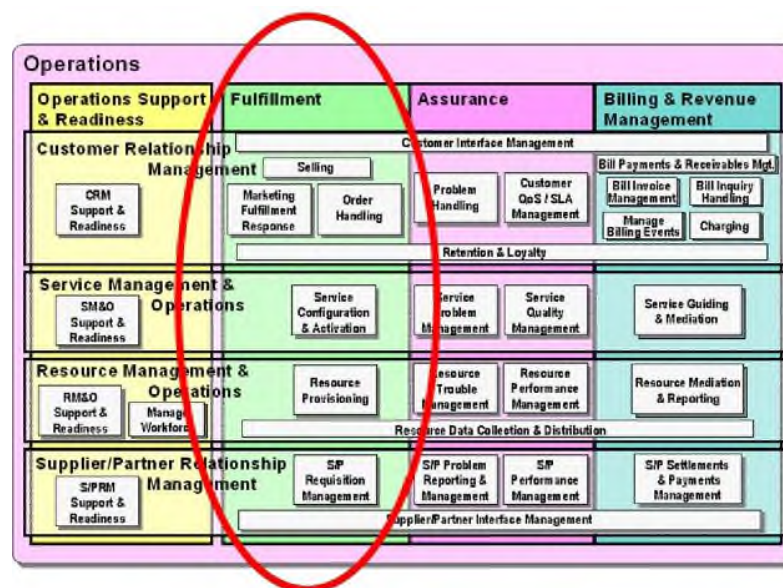 Operations
Operations Support
& Readiness
Fulfillment
Assurance
Billing & Revenue
Management
Customer Relationship
Management
Customer Interface Management
Selling
Bill Payments & Receivables Mgt.
CRM
Support &
Readiness
Marketing
Fulfillment
Response
Order
Handling
Problem
Handling
Customer
QoS / SLA
Management
Bill Invoice
Management
Bill Inquiry
Handling
Manage
Billing Events
Charging
Retention & Loyalty
Service Management &
Operations
SM&O
Support &
Readiness
Service
Configuration
& Activation
Service
Problem
Management
Service
Quality
Management
Service Guiding
& Mediation
Resource Management &
Operations
RM&O
Support &
Readiness
Manage
Workforce
Resource
Provisioning
Resource
Trouble
Management
Resource
Performance
Management
Resource Mediation
& Reporting
Resource Data Collection & Distribution
Supplier/Partner Relationship
Management
S/PRM
Support &
Readiness
S/P
Requisition
Management
S/P Problem
Reporting &
Management
S/P
Performance
Management
S/P Settlements
& Payments
Management
Supplier/Partner Interface Management